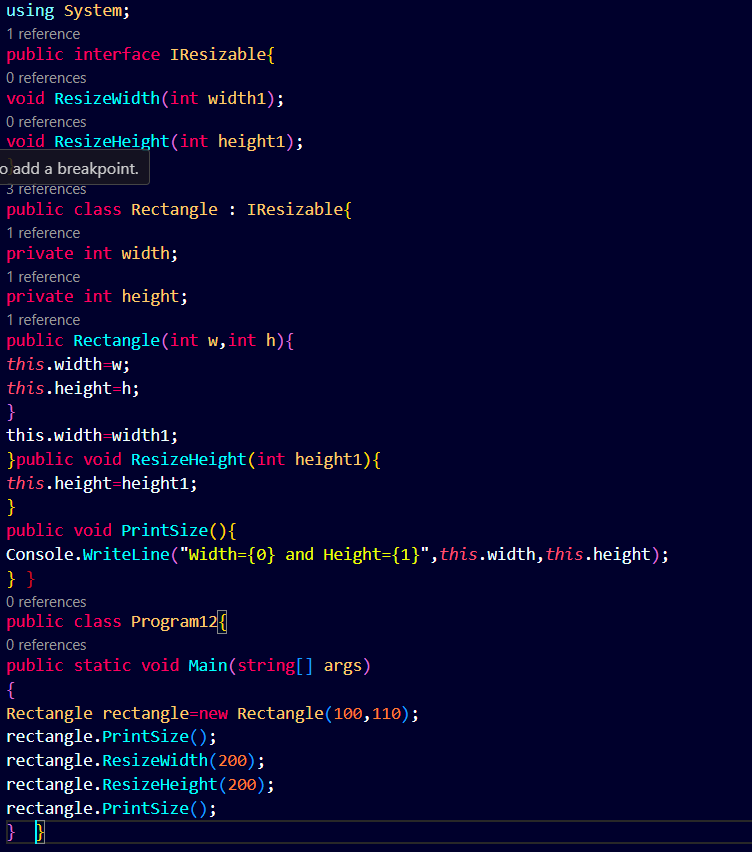 using System;
1 reference
public interface IResizable{
0 references
void ResizeWidth(int width1);
0 references
void ResizeHeight(int height1);
o add a breakpoint.
3 references
public class Rectangle : IResizable{
1 reference
private int width;
1 reference
private int height;
1 reference
public Rectangle(int w,int h){
this.width=w;
this.height=h;
}
this.width=width1;
}public void ResizeHeight(int height1){
this.height=height1;
}
public void PrintSize(){
Console.WriteLine("Width={0} and Height={1}",this.width,this.height);
} }
0 references
public class Program12{
0 references
public static void Main(string[] args)
{
Rectangle rectangle=new Rectangle(100,110);
rectangle.PrintSize();
rectangle.ResizeWidth(200);
rectangle.ResizeHeight(200);
rectangle.PrintSize();
} }